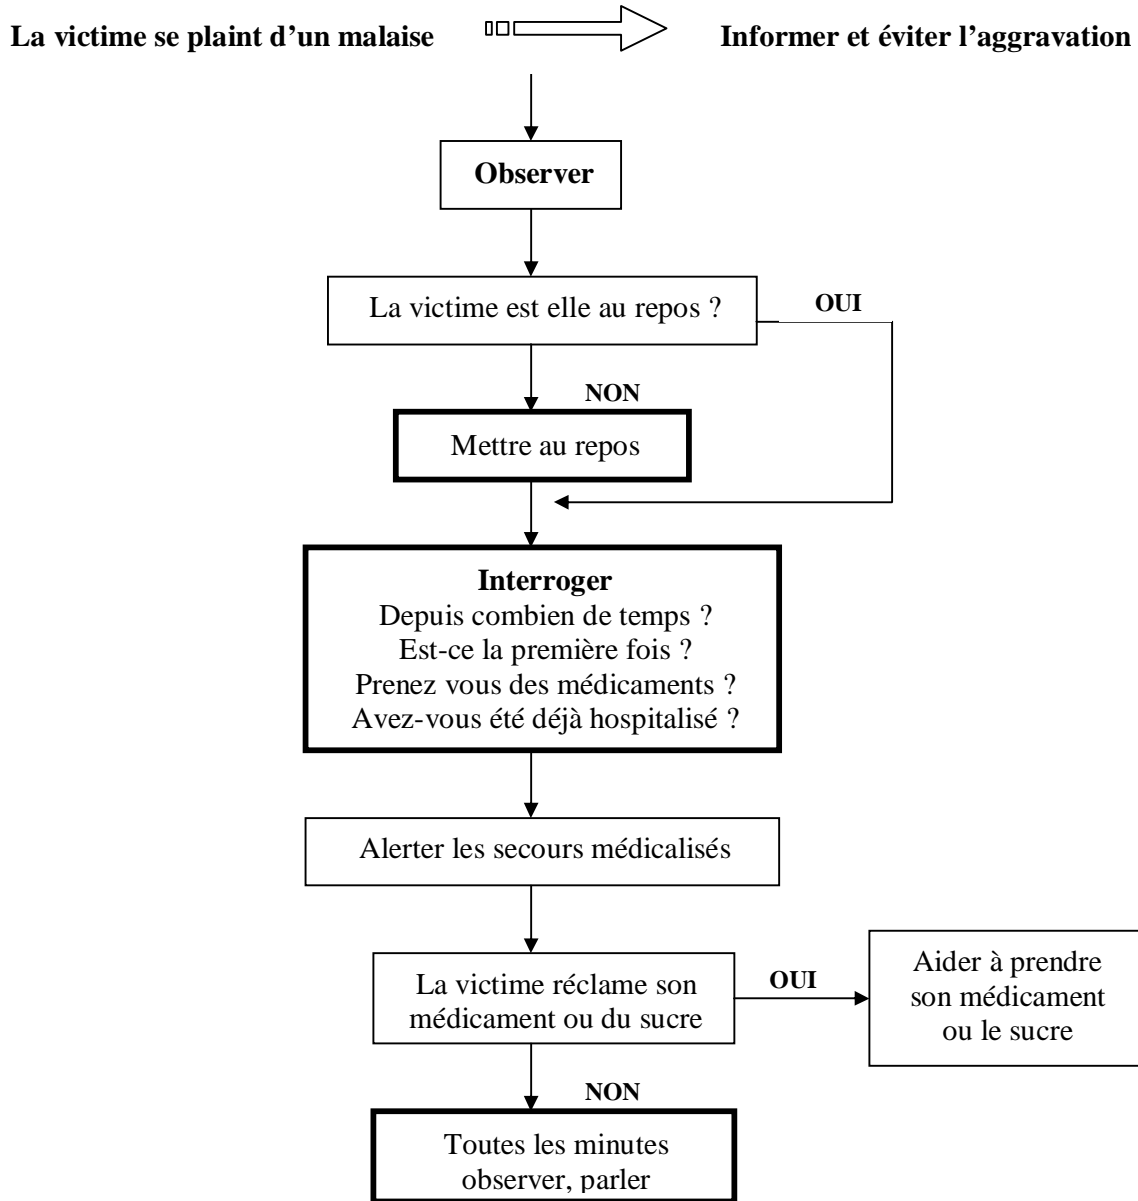 La victime se plaint d’un malaise
Informer et éviter l’aggravation
Observer
La victime est elle au repos ?
OUI
NON
Mettre au repos
Interroger
Depuis combien de temps ?
Est-ce la première fois ?
Prenez vous des médicaments ?
Avez-vous été déjà hospitalisé ?
Alerter les secours médicalisés
La victime réclame son
médicament ou du sucre
OUI
Aider à prendre
son médicament
ou le sucre
NON
Toutes les minutes
observer, parler